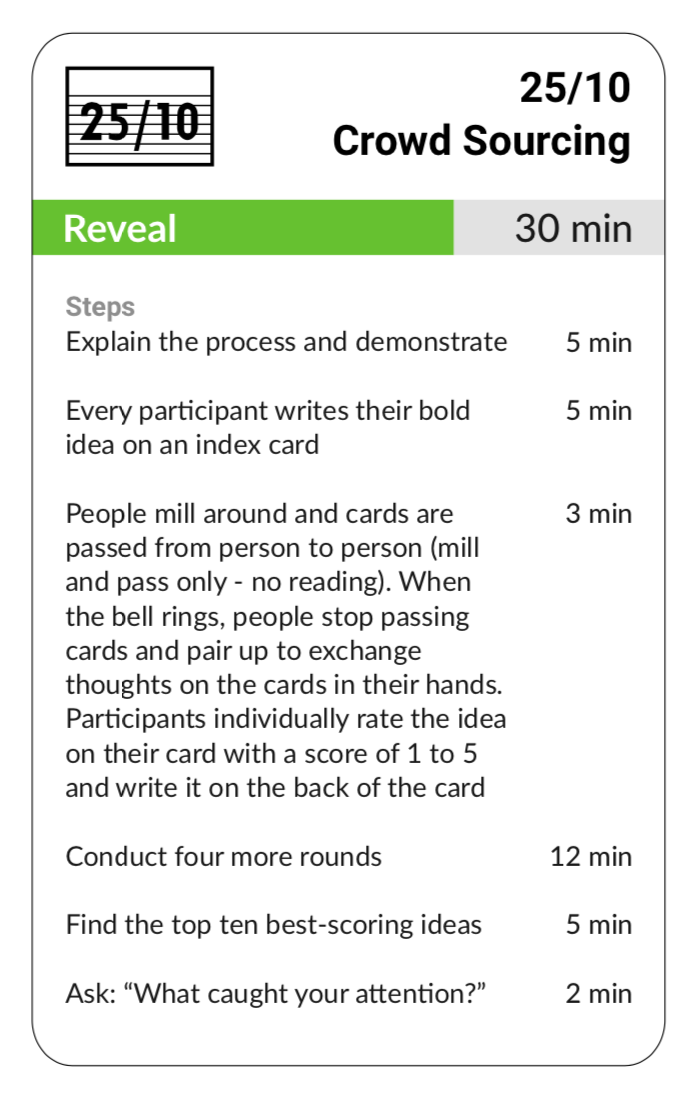 25/10
25/10
Crowd Sourcing
Reveal 30 min
Steps
Explain the process and demonstrate 5 min
Every participant writes their bold 5 min
idea on an index card
People mill around and cards are 3 min
passed from person to person (mill
and pass only - no reading). When
the bell rings, people stop passing
cards and pair up to exchange
thoughts on the cards in their hands.
Participants individually rate the idea
on their card with a score of 1 to 5
and write it on the back of the card
Conduct four more rounds 12 min
Find the top ten best-scoring ideas 5 min
Ask: “What caught your attention?” 2 min